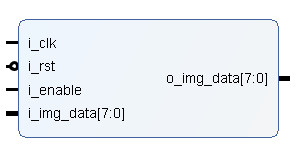 i_clk
i_rst
i_enable
i_img_data[7:0]
o_img_data[7:0]